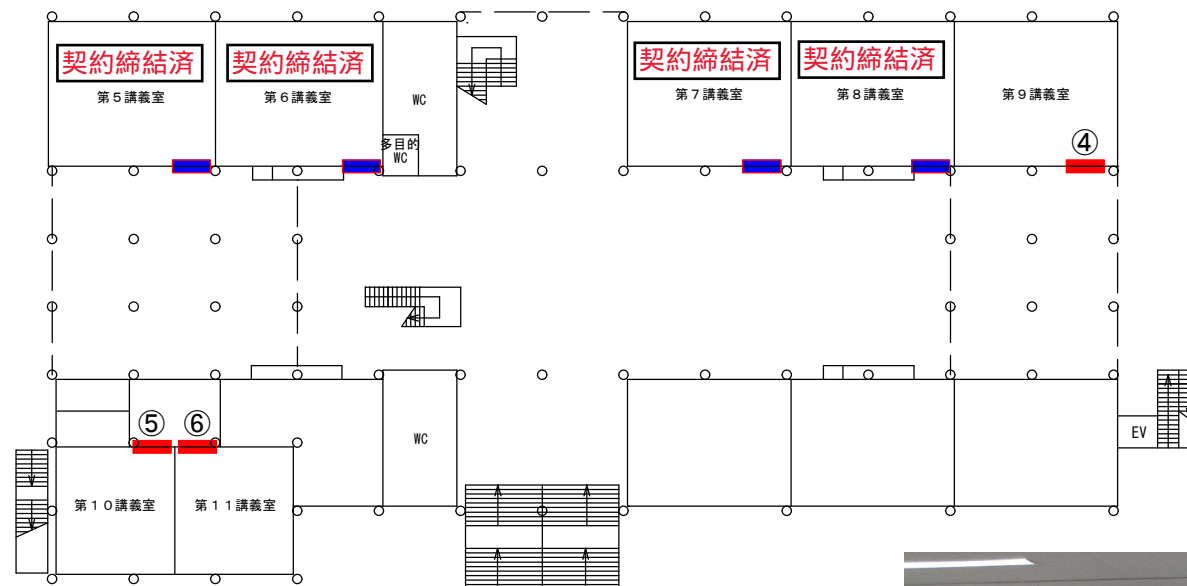 契約締結済
契約締結済
契約締結済
契約締結済
第５講義室
第６講義室
WC
第７講義室
第８講義室
第９講義室
多目的
WC
④
⑤
⑥
WC
EV
第１０講義室
第１１講義室